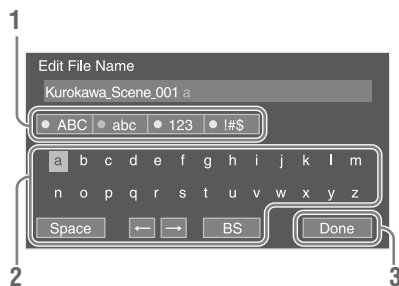 1
Edit File Name
Kurokawa_Scene_001 a
ABC abc 123 !#$
a b c d e f g h i j k l m
n o p q r s t u v w x y z
Space ← → BS Done
2 3